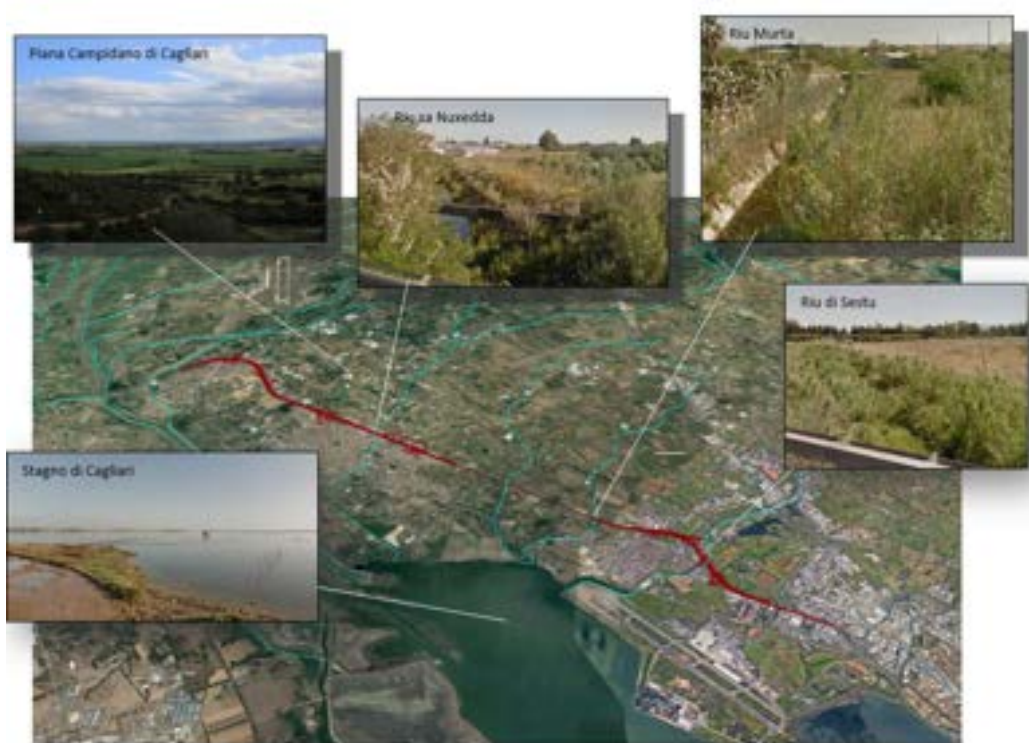 Piana Campidano di Cagliari
Riu sa Nuxedda
Riu Murta
Riu di Sestu
Stagno di Cagliari